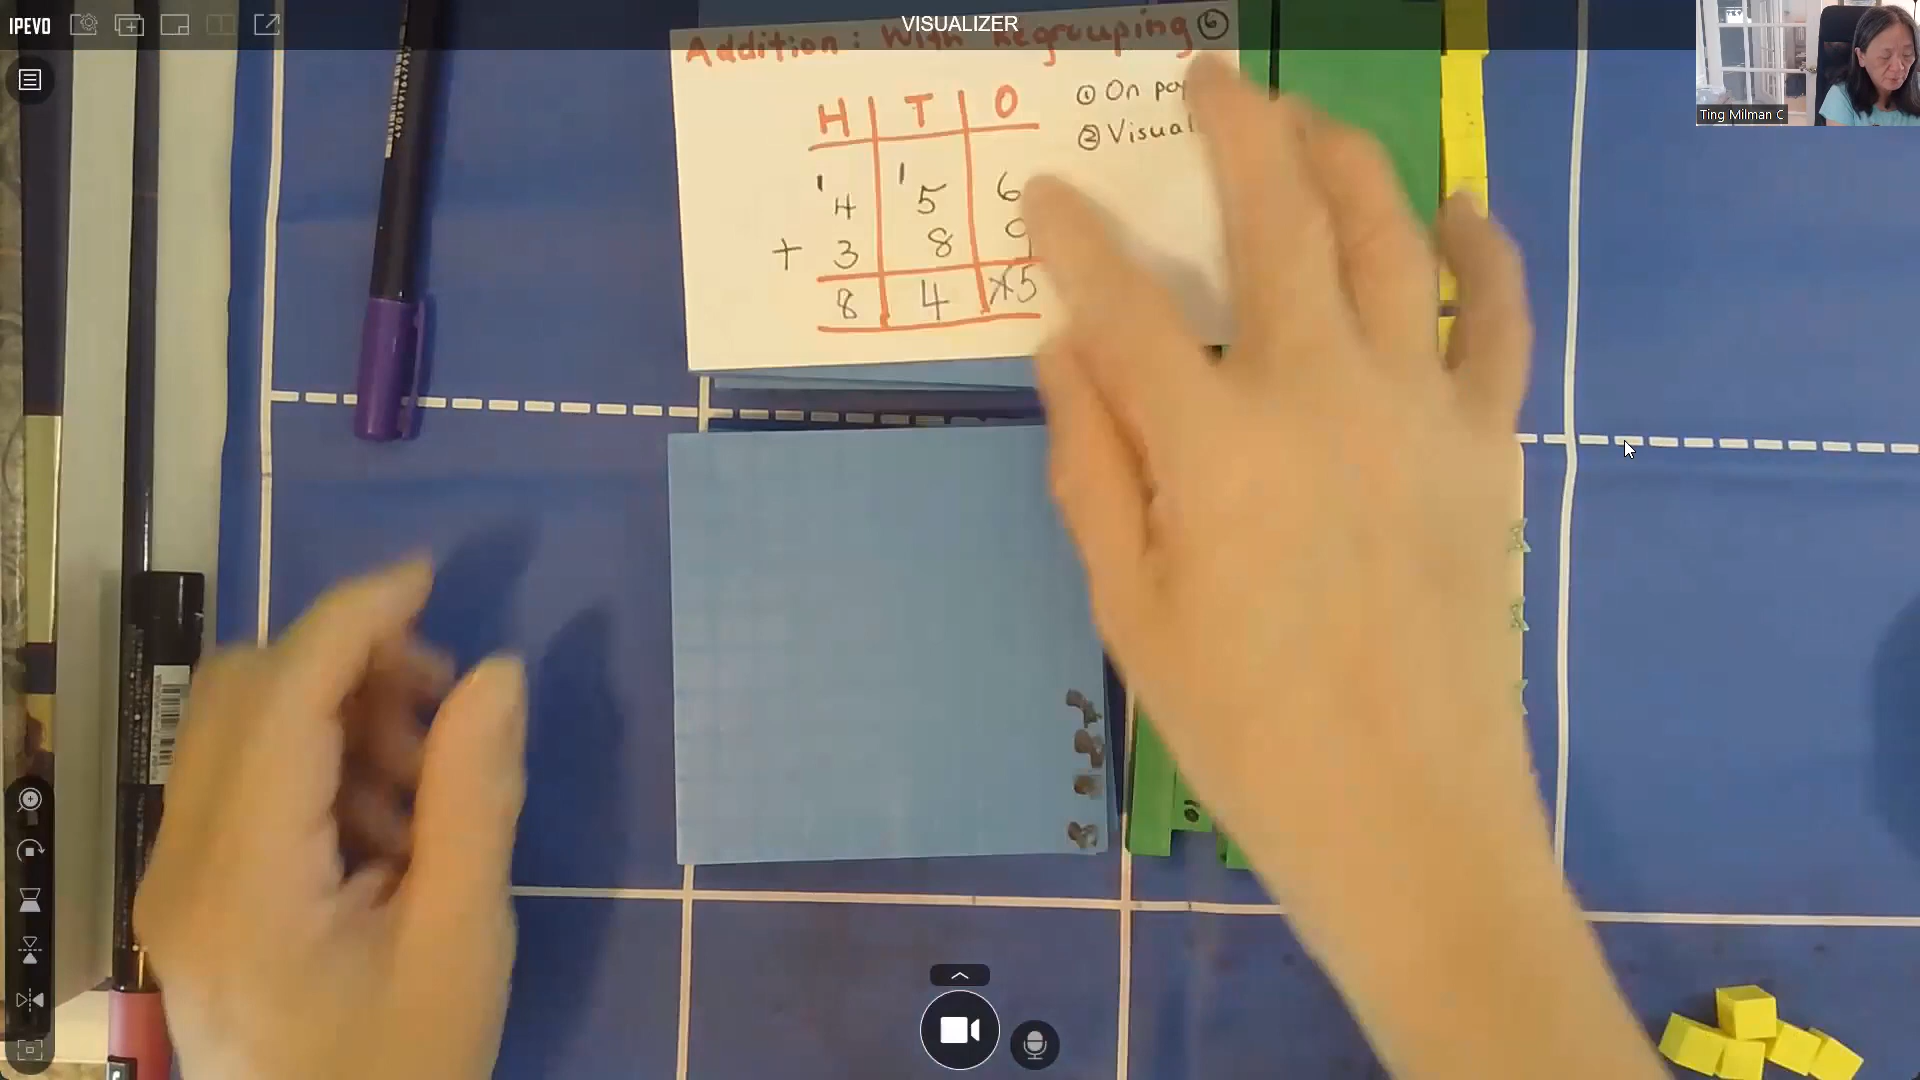 IPEVO
VISUALIZER
Ting Milman C
Addition: With Regrouping 6
H T O
① On
② Visual
1 1
4 5 6
+ 3 8 9
8 4 5